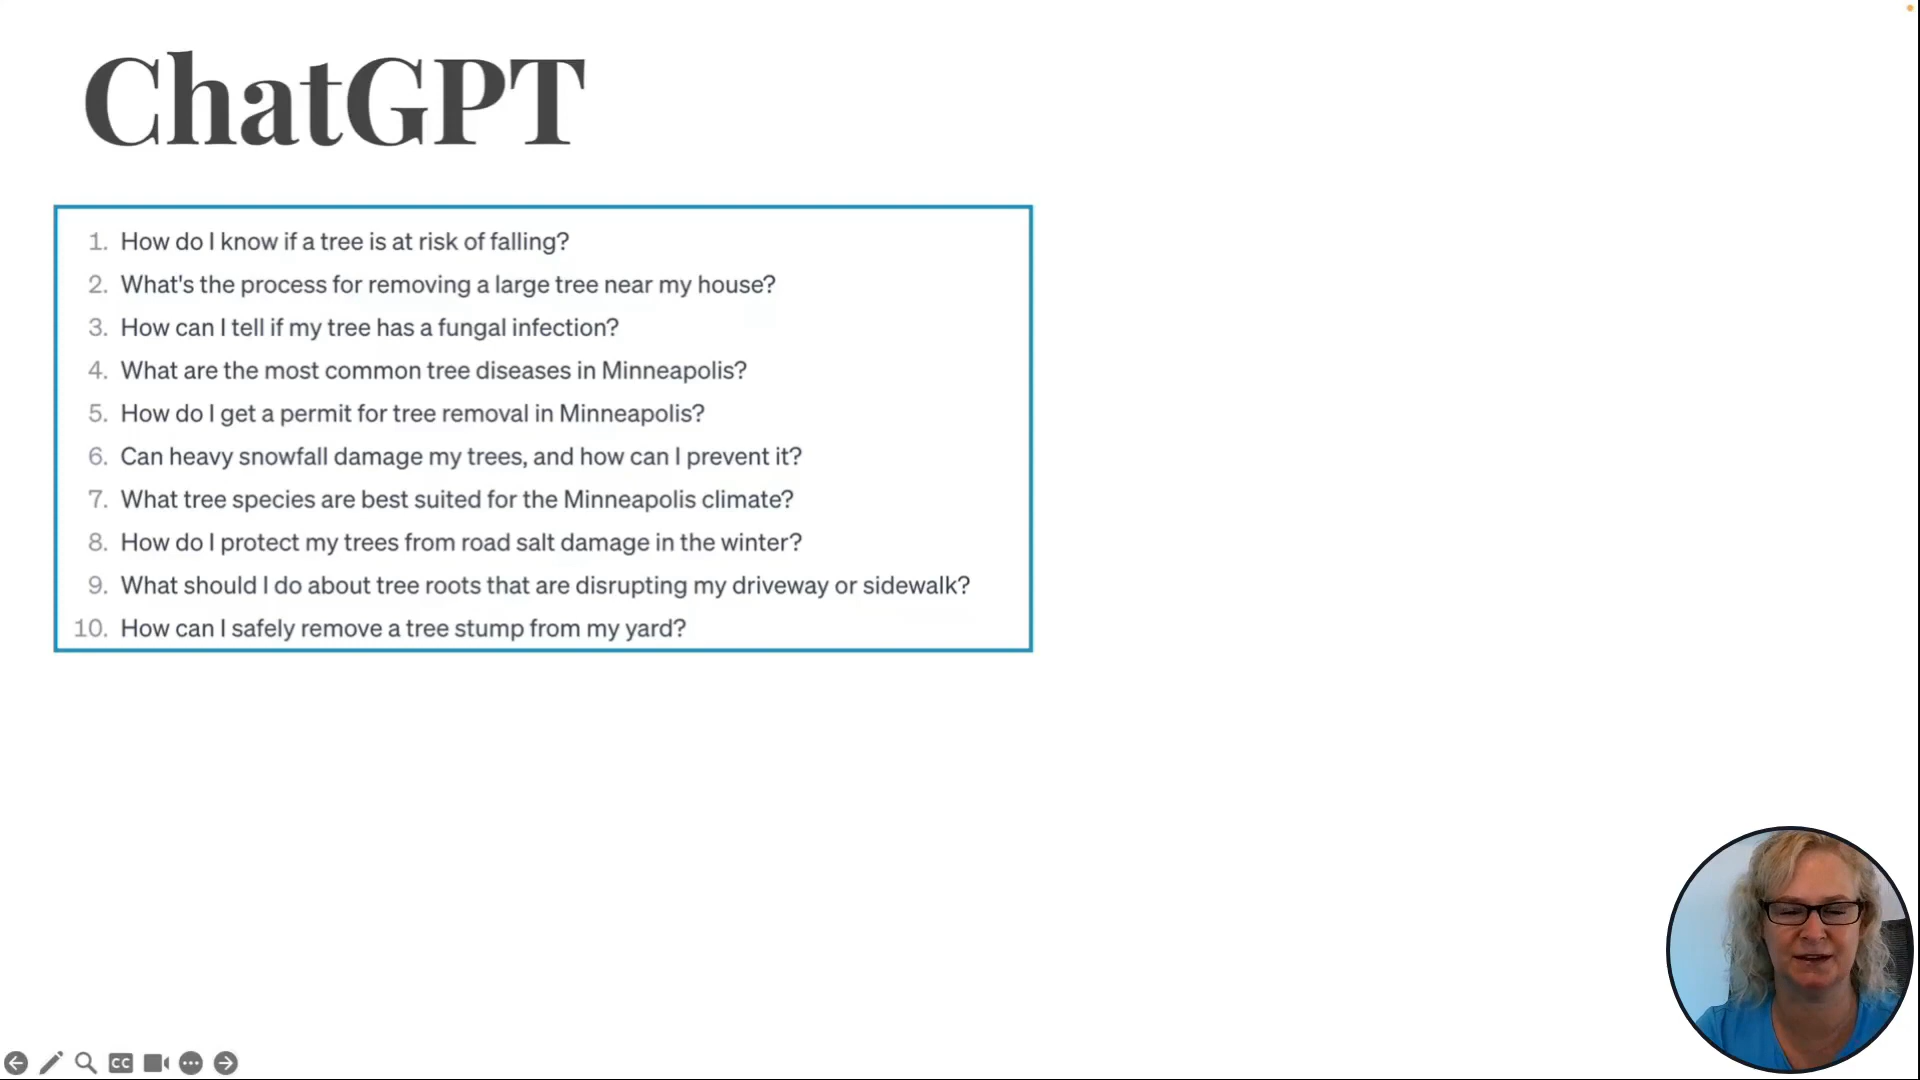 ChatGPT
1. How do I know if a tree is at risk of falling?
2. What's the process for removing a large tree near my house?
3. How can I tell if my tree has a fungal infection?
4. What are the most common tree diseases in Minneapolis?
5. How do I get a permit for tree removal in Minneapolis?
6. Can heavy snowfall damage my trees, and how can I prevent it?
7. What tree species are best suited for the Minneapolis climate?
8. How do I protect my trees from road salt damage in the winter?
9. What should I do about tree roots that are disrupting my driveway or sidewalk?
10. How can I safely remove a tree stump from my yard?
CC